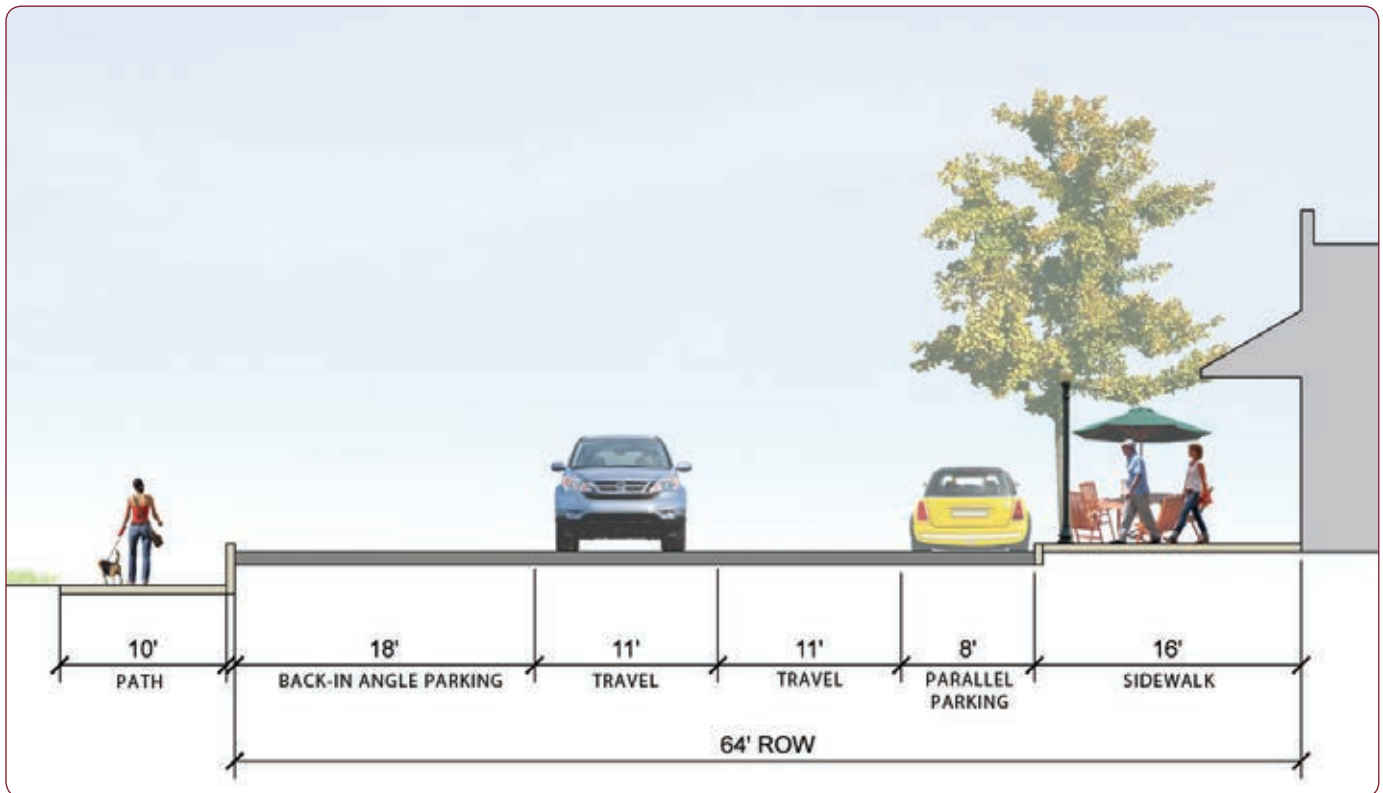 10'
PATH
18'
BACK-IN ANGLE PARKING
11'
TRAVEL
11'
TRAVEL
8'
PARALLEL
PARKING
16'
SIDEWALK
64' ROW